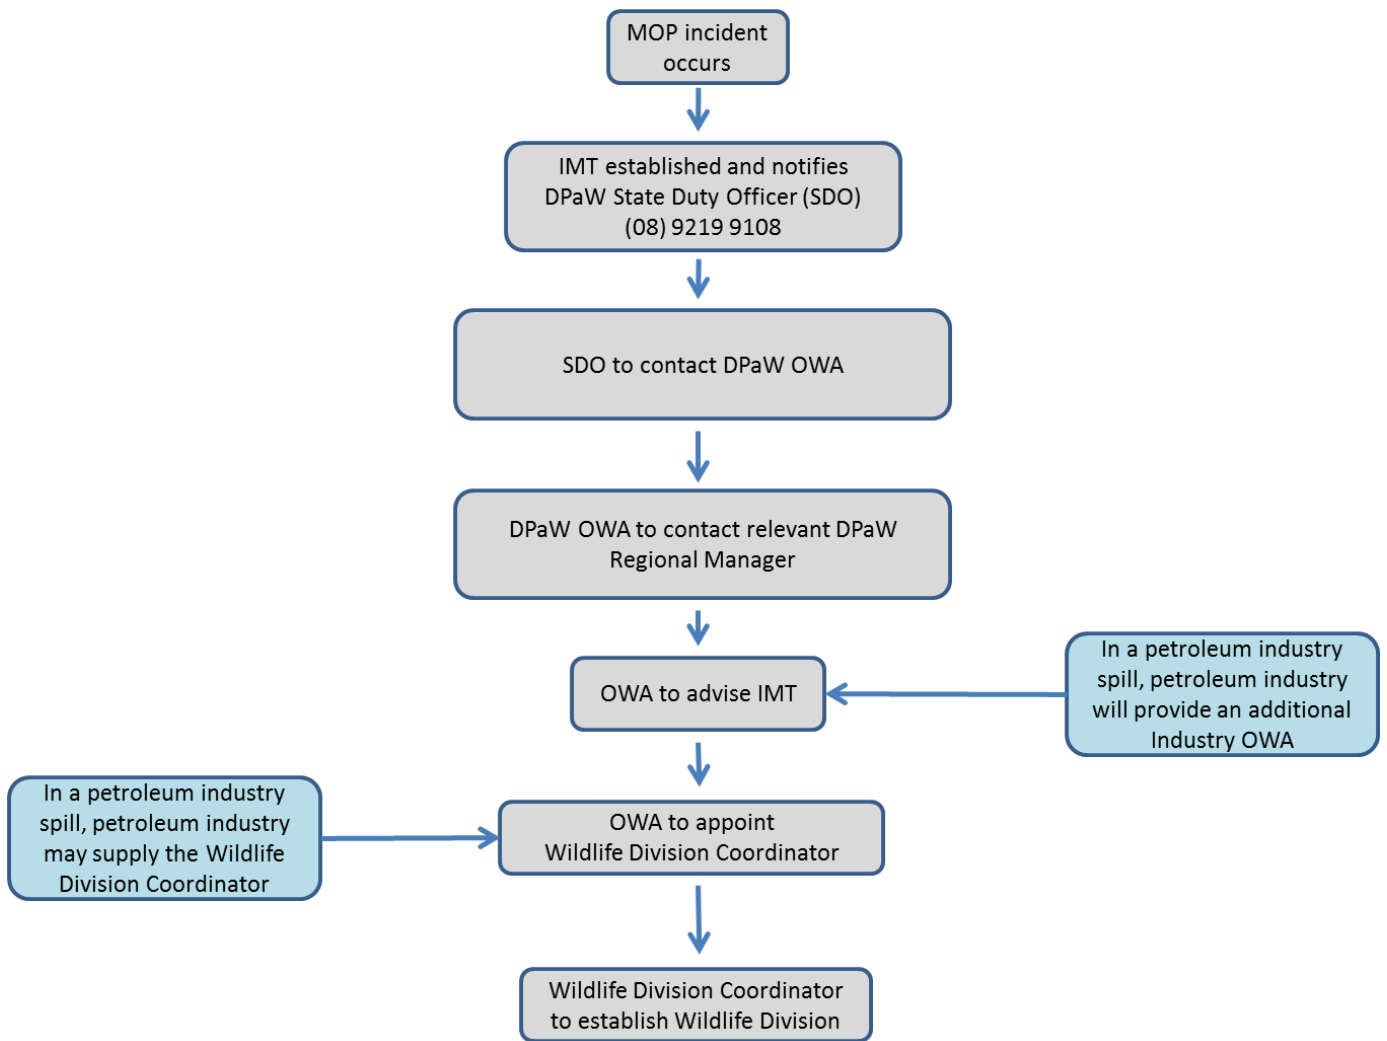 MOP incident
occurs
IMT established and notifies
DPaW State Duty Officer (SDO)
(08) 9219 9108
SDO to contact DPaW OWA
DPaW OWA to contact relevant DPaW
Regional Manager
OWA to advise IMT
In a petroleum industry
spill, petroleum industry
will provide an additional
Industry OWA
In a petroleum industry
spill, petroleum industry
may supply the Wildlife
Division Coordinator
OWA to appoint
Wildlife Division Coordinator
Wildlife Division Coordinator
to establish Wildlife Division